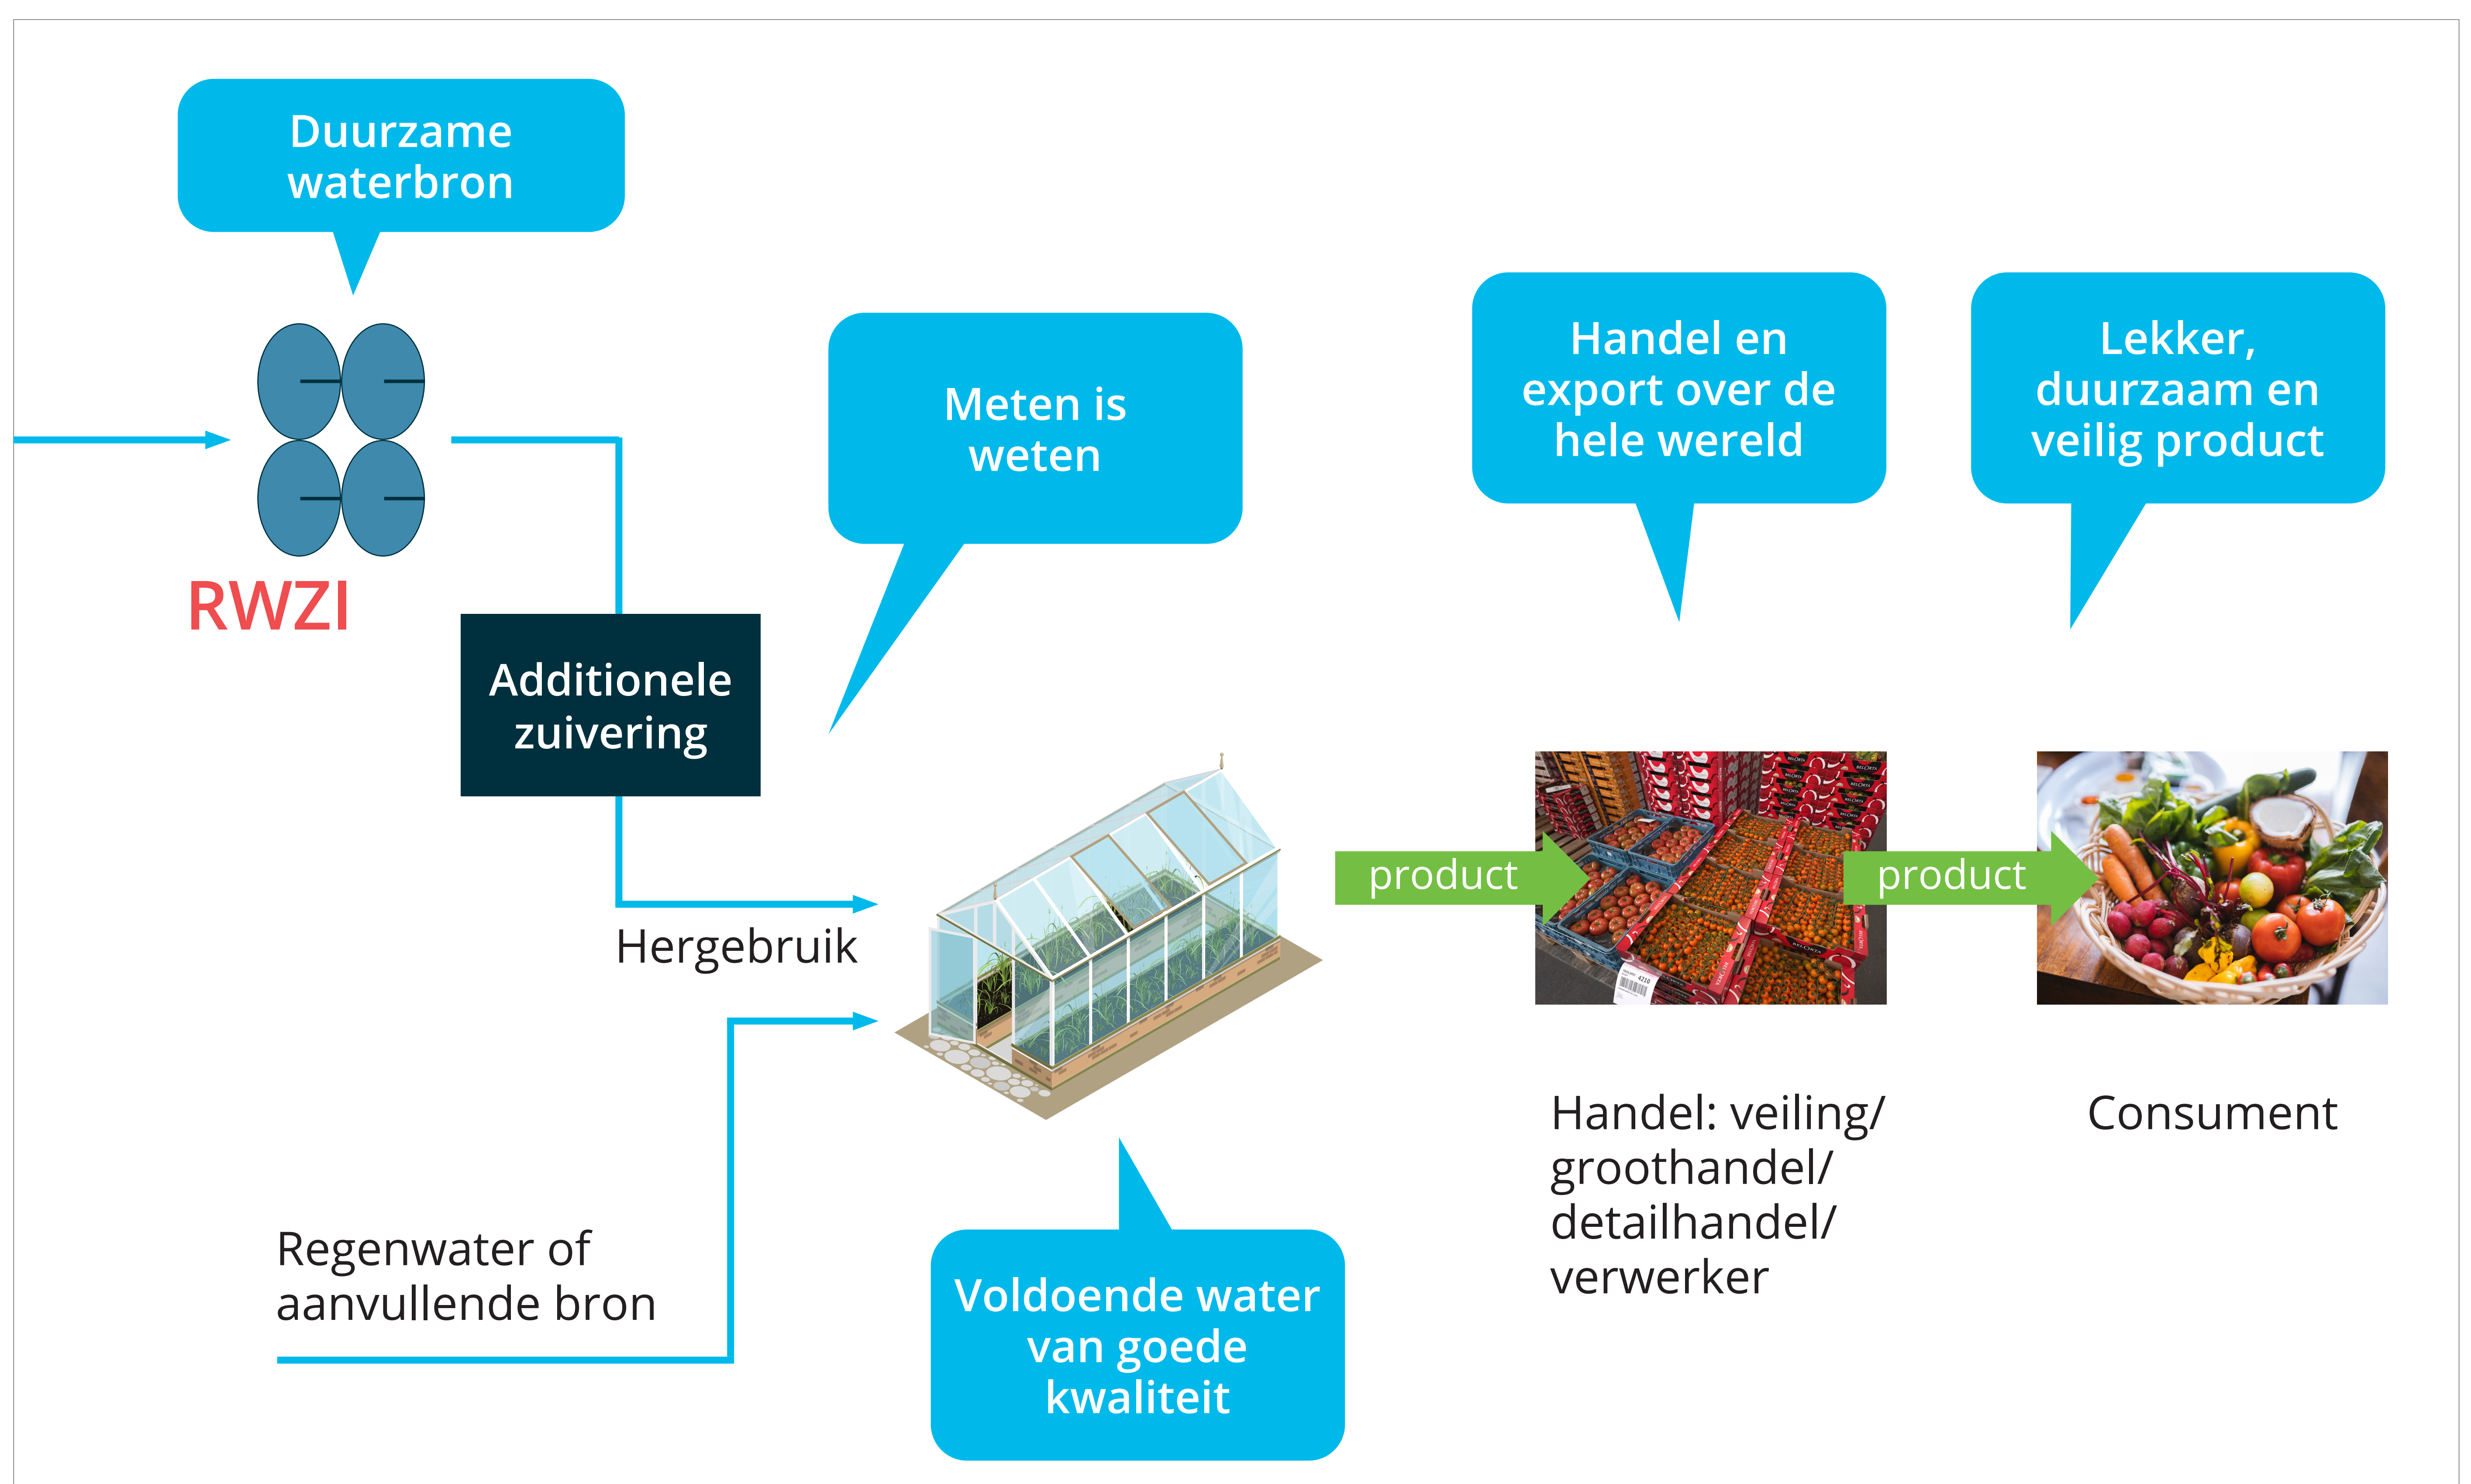 Duurzame
waterbron
Meten is
weten
Handel en
export over de
hele wereld
Lekker,
duurzaam en
veilig product
RWZI
Additionele
zuivering
Hergebruik
product
product
BELORTA
4210
Regenwater of
aanvullende bron
Voldoende water
van goede
kwaliteit
Handel: veiling/
groothandel/
detailhandel/
verwerker
Consument